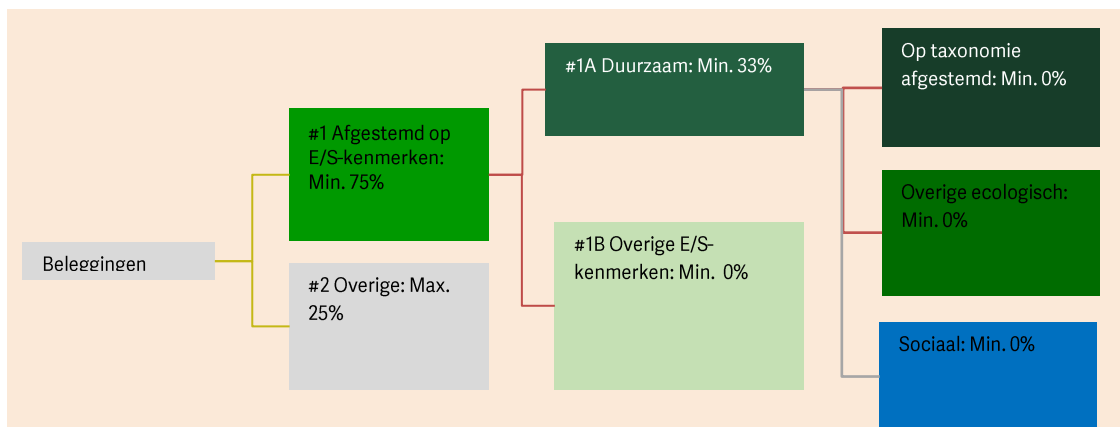 Beleggingen
#1 Afgestemd op
E/S-kenmerken:
Min. 75%
#2 Overige: Max.
25%
#1A Duurzaam: Min. 33%
#1B Overige E/S-
kenmerken: Min. 0%
Op taxonomie
afgestemd: Min. 0%
Overige ecologisch:
Min. 0%
Sociaal: Min. 0%